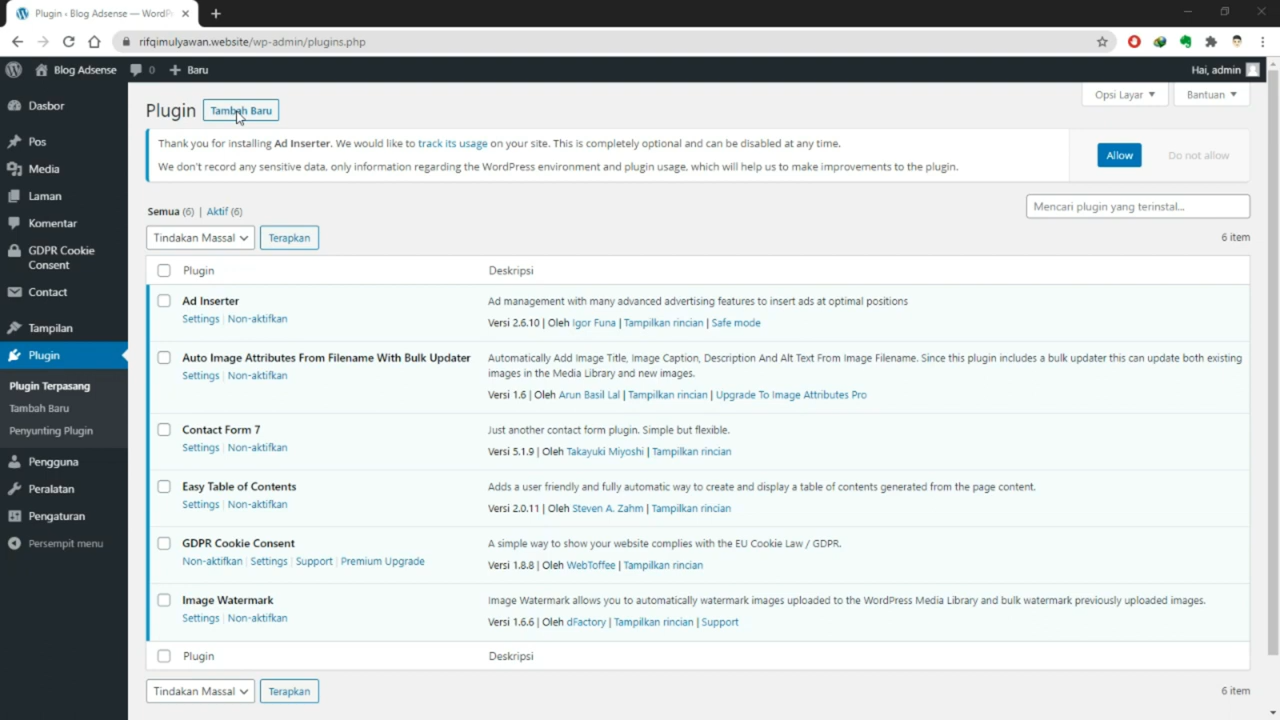 Plugin ‹ Blog Adsense — WordPr
rifqimulyawan.website/wp-admin/plugins.php
Blog Adsense 0 Baru Hai, admin
Opsi Layar Bantuan
Dasbor
Pos
Media
Laman
Komentar
GDPR Cookie
Consent
Contact
Tampilan
Plugin
Plugin Terpasang
Tambah Baru
Penyunting Plugin
Pengguna
Peralatan
Pengaturan
Persempit menu
Plugin Tambah Baru
Thank you for installing Ad Inserter. We would like to track its usage on your site. This is completely optional and can be disabled at any time.
We don't record any sensitive data, only information regarding the WordPress environment and plugin usage, which will help us to make improvements to the plugin.
Allow Do not allow
Semua (6) | Aktif (6)
Mencari plugin yang terinstal...
Tindakan Massal Terapkan 6 item
Plugin Deskripsi
Ad Inserter
Settings | Non-aktifkan
Ad management with many advanced advertising features to insert ads at optimal positions
Versi 2.6.10 | Oleh Igor Funa | Tampilkan rincian | Safe mode
Auto Image Attributes From Filename With Bulk Updater
Settings | Non-aktifkan
Automatically Add Image Title, Image Caption, Description And Alt Text From Image Filename. Since this plugin includes a bulk updater this can update both existing
images in the Media Library and new images.
Versi 1.6 | Oleh Arun Basil Lal | Tampilkan rincian | Upgrade To Image Attributes Pro
Contact Form 7
Settings | Non-aktifkan
Just another contact form plugin. Simple but flexible.
Versi 5.1.9 | Oleh Takayuki Miyoshi | Tampilkan rincian
Easy Table of Contents
Settings | Non-aktifkan
Adds a user friendly and fully automatic way to create and display a table of contents generated from the page content.
Versi 2.0.11 | Oleh Steven A. Zahm | Tampilkan rincian
GDPR Cookie Consent
Non-aktifkan | Settings | Support | Premium Upgrade
A simple way to show your website complies with the EU Cookie Law / GDPR.
Versi 1.8.8 | Oleh WebToffee | Tampilkan rincian
Image Watermark
Settings | Non-aktifkan
Image Watermark allows you to automatically watermark images uploaded to the WordPress Media Library and bulk watermark previously uploaded images.
Versi 1.6.6 | Oleh dFactory | Tampilkan rincian | Support
Plugin Deskripsi
Tindakan Massal Terapkan 6 item